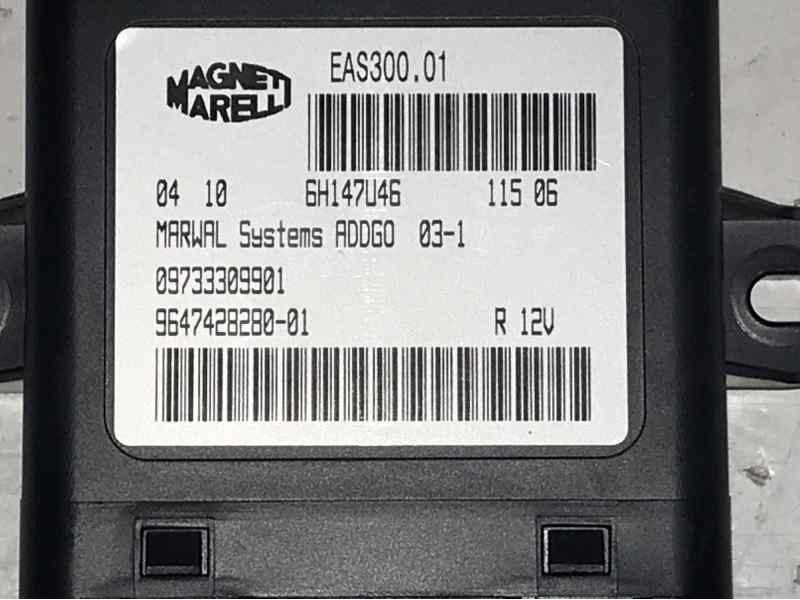 MAGNETI
MARELLI
EAS300.01
04 10 6H147U46 115 06
MARWAL Systems ADDGO 03-1
09733309901
9647428280-01 R 12V